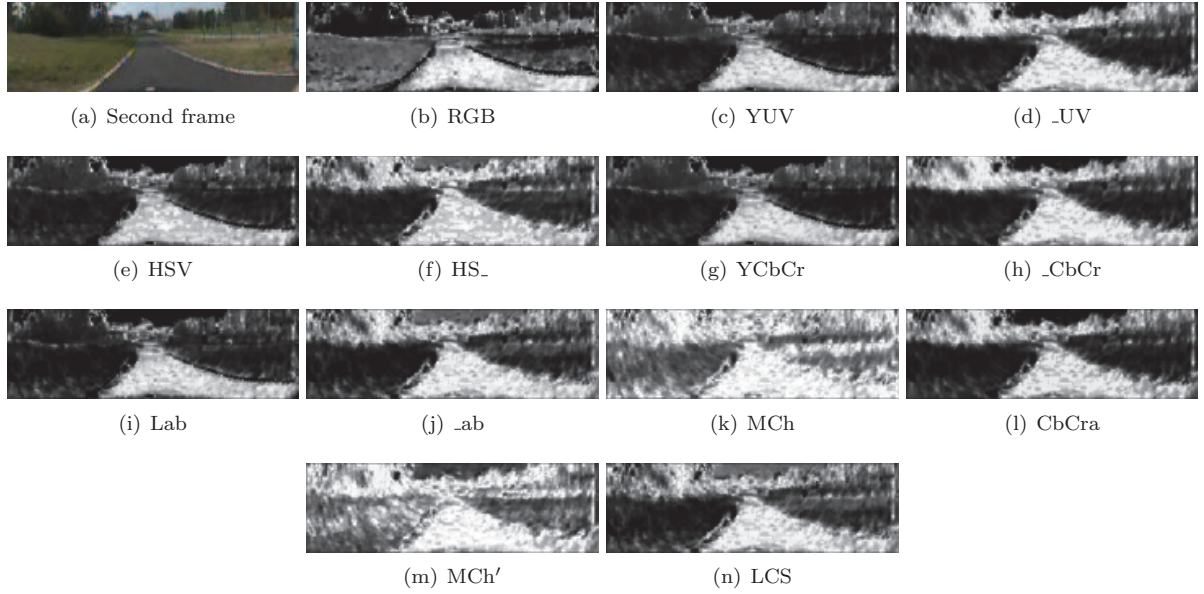 (a) Second frame
(b) RGB
(c) YUV
(d) _UV
(e) HSV
(f) HS_
(g) YCbCr
(h) _CbCr
(i) Lab
(j) _ab
(k) MCh
(l) CbCra
(m) MCh′
(n) LCS